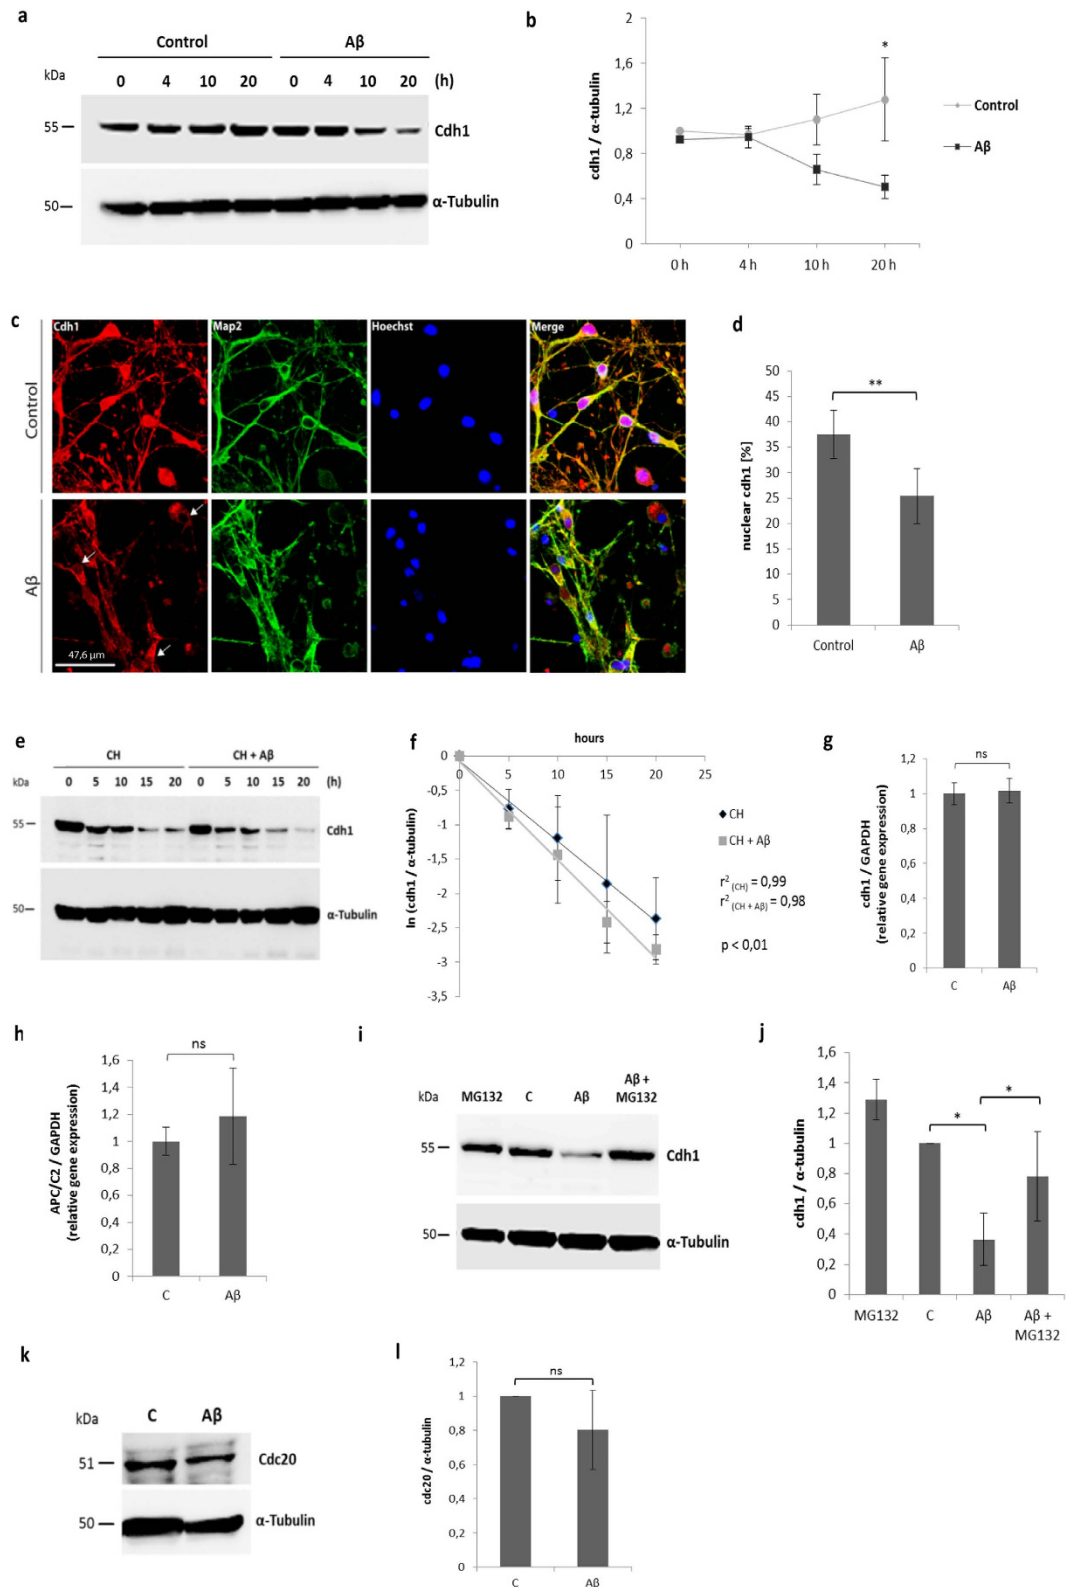 a
Control Aβ
kDa 0 4 10 20 0 4 10 20 (h)
55 Cdh1
50 α-Tubulin
b
2
1,6
1,2
0,8
0,4
0
cdh1 / α-tubulin
*
0 h 4 h 10 h 20 h
Control
Aβ
c
Cdh1 Map2 Hoechst Merge
Control
Aβ
47,6 µm
d
50
45
40
35
30
25
20
15
10
5
0
nuclear cdh1 [%]
**
Control Aβ
e
CH CH + Aβ
kDa 0 5 10 15 20 0 5 10 15 20 (h)
55 Cdh1
50 α-Tubulin
f
hours
0 5 10 15 20 25
0
-0,5
-1
-1,5
-2
-2,5
-3
-3,5
ln (cdh1 / α-tubulin)
CH
CH + Aβ
r² (CH) = 0,99
r² (CH + Aβ) = 0,98
p < 0,01
g
1,2
1
0,8
0,6
0,4
0,2
0
cdh1 / GAPDH
(relative gene expression)
ns
C Aβ
h
1,6
1,4
1,2
1
0,8
0,6
0,4
0,2
0
APC/C2 / GAPDH
(relative gene expression)
ns
C Aβ
i
kDa MG132 C Aβ Aβ +
MG132
55 Cdh1
50 α-Tubulin
j
1,6
1,4
1,2
1
0,8
0,6
0,4
0,2
0
cdh1 / α-tubulin
*
*
MG132 C Aβ Aβ +
MG132
k
kDa C Aβ
51 Cdc20
50 α-Tubulin
l
1,2
1
0,8
0,6
0,4
0,2
0
cdc20 / α-tubulin
ns
C Aβ